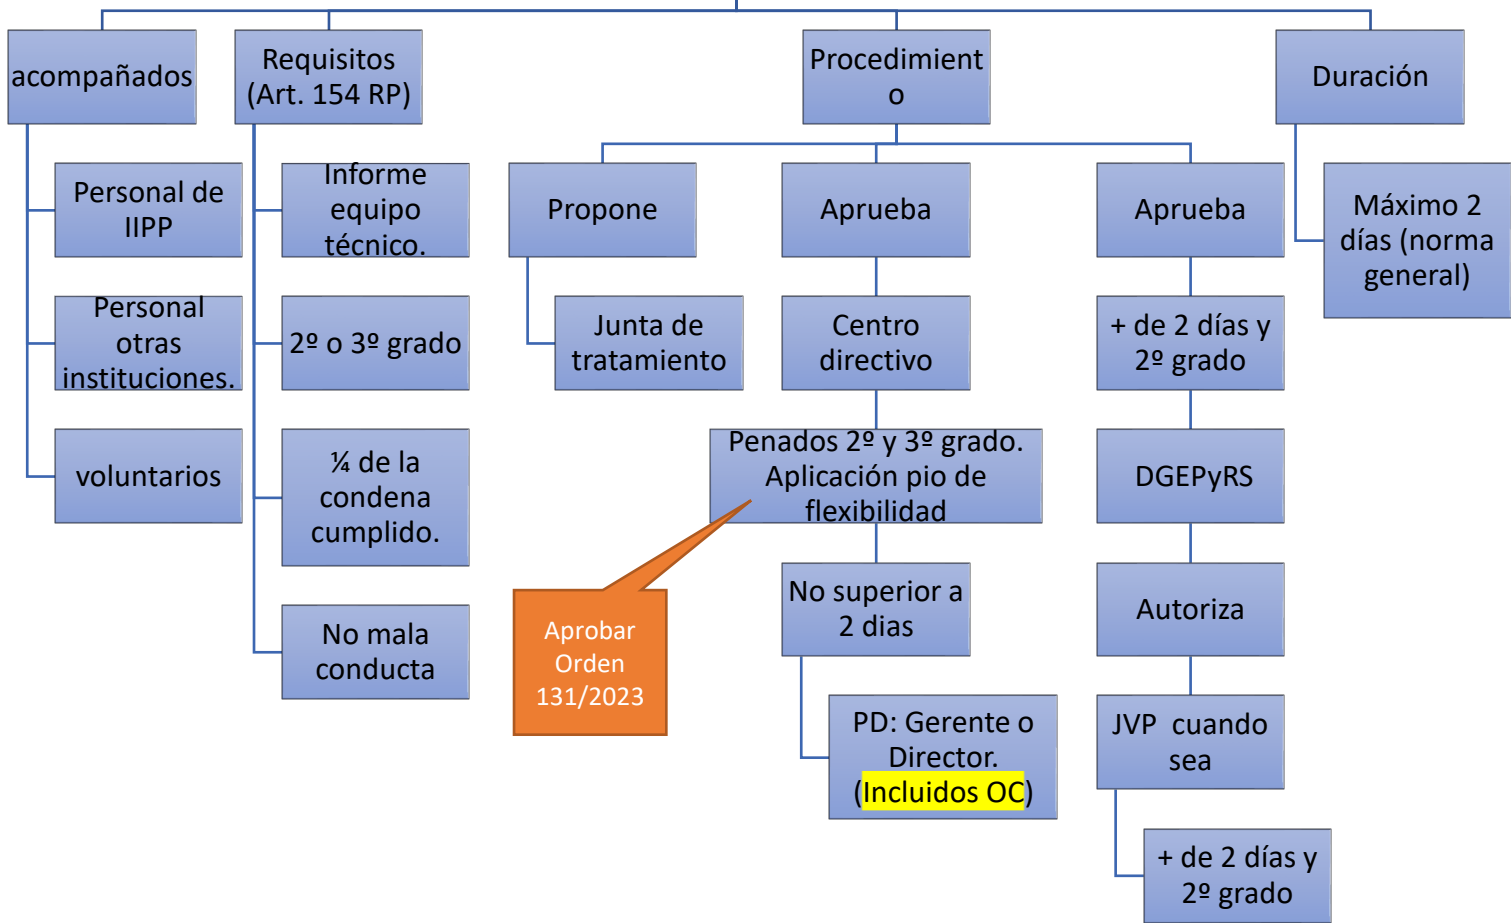 acompañados
Personal de
IIPP
Personal
otras
instituciones.
voluntarios
Requisitos
(Art. 154 RP)
Informe
equipo
técnico.
2º o 3º grado
¼ de la
condena
cumplido.
No mala
conducta
Procedimient
o
Propone
Junta de
tratamiento
Aprueba
Centro
directivo
Penados 2º y 3º grado.
Aplicación pio de
flexibilidad
Aprobar
Orden
131/2023
No superior a
2 dias
PD: Gerente o
Director.
(Incluidos OC)
Aprueba
+ de 2 días y
2º grado
DGEPyRS
Autoriza
JVP cuando
sea
+ de 2 días y
2º grado
Duración
Máximo 2
días (norma
general)